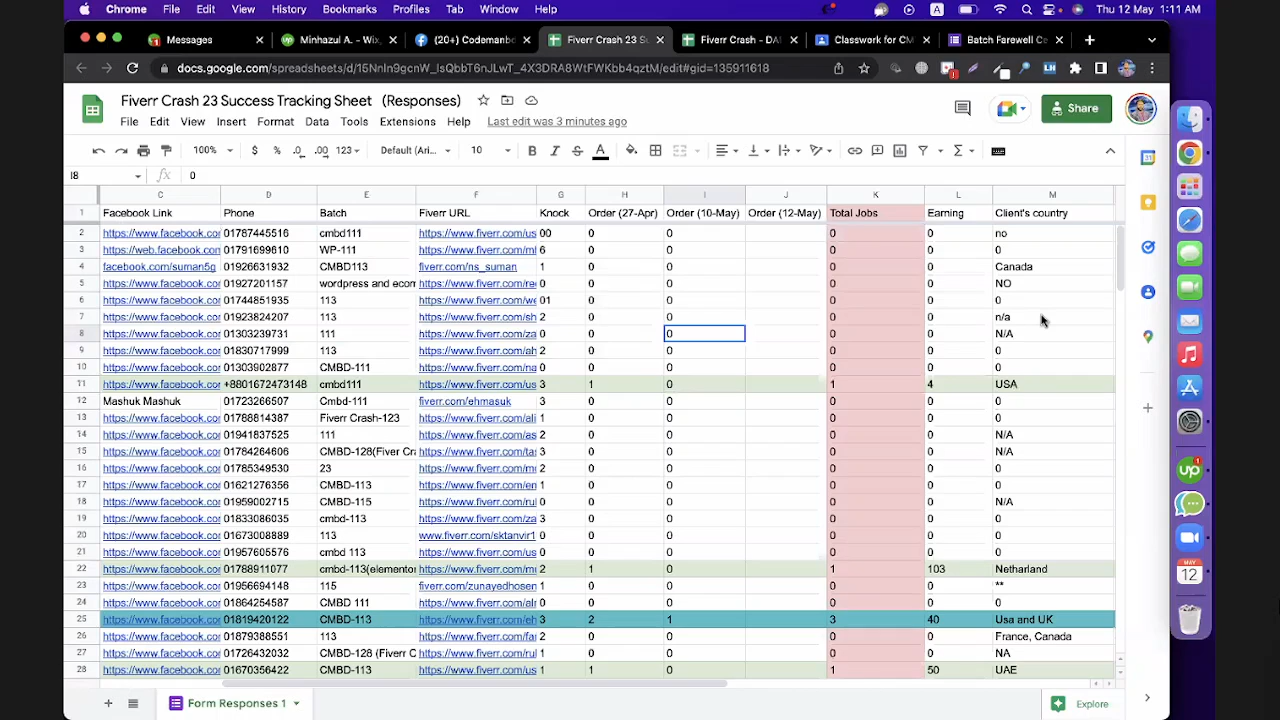 Chrome File Edit View History Bookmarks Profiles Tab Window Help A Thu 12 May 1:11 AM
Messages Minhazul A. - Wix, (20+) Codemanb Fiverr Crash 23 S Fiverr Crash - DA Classwork for CM Batch Farewell Ce
docs.google.com/spreadsheets/d/15NnIn9gcnW_IsQbbT6nJLwT_4X3DRA8WtFWKbb4qztM/edit#gid=135911618
Fiverr Crash 23 Success Tracking Sheet (Responses)
Share
File Edit View Insert Format Data Tools Extensions Help Last edit was 3 minutes ago
100% $ % .0 .00 123 Default (Ari... 10 B I S A
I8 fx 0
C D E F G H I J K L M
1 Facebook Link Phone Batch Fiverr URL Knock Order (27-Apr) Order (10-May) Order (12-May) Total Jobs Earning Client's country
2 https://www.facebook.co 01787445516 cmbd111 https://www.fiverr.com/us 00 0 0 0 0 no
3 https://web.facebook.co 01791699610 WP-111 https://www.fiverr.com/ml 6 0 0 0 0 0
4 facebook.com/suman5g 01926631932 CMBD113 fiverr.com/ns_suman 1 0 0 0 0 Canada
5 https://www.facebook.co 01927201157 wordpress and ecom https://www.fiverr.com/re 0 0 0 0 0 NO
6 https://www.facebook.co 01744851935 113 https://www.fiverr.com/we 01 0 0 0 0 0
7 https://www.facebook.co 01923824207 113 https://www.fiverr.com/sh 2 0 0 0 0 n/a
8 https://www.facebook.co 01303239731 111 https://www.fiverr.com/za 0 0 0 0 0 N/A
9 https://www.facebook.co 01830717999 113 https://www.fiverr.com/ah 2 0 0 0 0 0
10 https://www.facebook.co 01303902877 CMBD-113 https://www.fiverr.com/na 0 0 0 0 0 0
11 https://www.facebook.co +8801672473148 cmbd111 https://www.fiverr.com/us 3 1 0 1 4 USA
12 Mashuk Mashuk 01723266507 Cmbd-111 fiverr.com/ehmasuk 3 0 0 0 0 0
13 https://www.facebook.co 01788814387 Fiverr Crash-123 https://www.fiverr.com/ali 1 0 0 0 0 0
14 https://www.facebook.co 01941837525 111 https://www.fiverr.com/as 2 0 0 0 0 N/A
15 https://www.facebook.co 01784264606 CMBD-128(Fiver Cr https://www.fiverr.com/ta 3 0 0 0 0 N/A
16 https://www.facebook.co 01785349530 23 https://www.fiverr.com/m 2 0 0 0 0 0
17 https://www.facebook.co 01621276356 CMBD-113 https://www.fiverr.com/en 1 0 0 0 0 0
18 https://www.facebook.co 01959002715 CMBD-115 https://www.fiverr.com/rul 0 0 0 0 0 N/A
19 https://www.facebook.co 01833086035 cmbd-113 https://www.fiverr.com/za 3 0 0 0 0 0
20 https://www.facebook.co 01673008889 113 www.fiverr.com/sktanvir1 0 0 0 0 0 0
21 https://www.facebook.co 01957605576 cmbd 113 https://www.fiverr.com/us 0 0 0 0 0 0
22 https://www.facebook.co 01788911077 cmbd-113(elemento https://www.fiverr.com/m 2 1 0 1 103 Netharland
23 https://www.facebook.co 01956694148 115 fiverr.com/zunayedhosen 1 0 0 0 0 **
24 https://www.facebook.co 01864254587 CMBD 111 https://www.fiverr.com/al 0 0 0 0 0 0
25 https://www.facebook.co 01819420122 CMBD-113 https://www.fiverr.com/eh 3 2 1 3 40 Usa and UK
26 https://www.facebook.co 01879388551 113 https://www.fiverr.com/fa 2 0 0 0 0 France, Canada
27 https://www.facebook.co 01726432032 CMBD-128 (Fiver C https://www.fiverr.com/rul 1 0 0 0 0 NA
28 https://www.facebook.co 01670356422 CMBD-113 https://www.fiverr.com/us 1 1 0 1 50 UAE
Form Responses 1 Explore
up
MAY
12